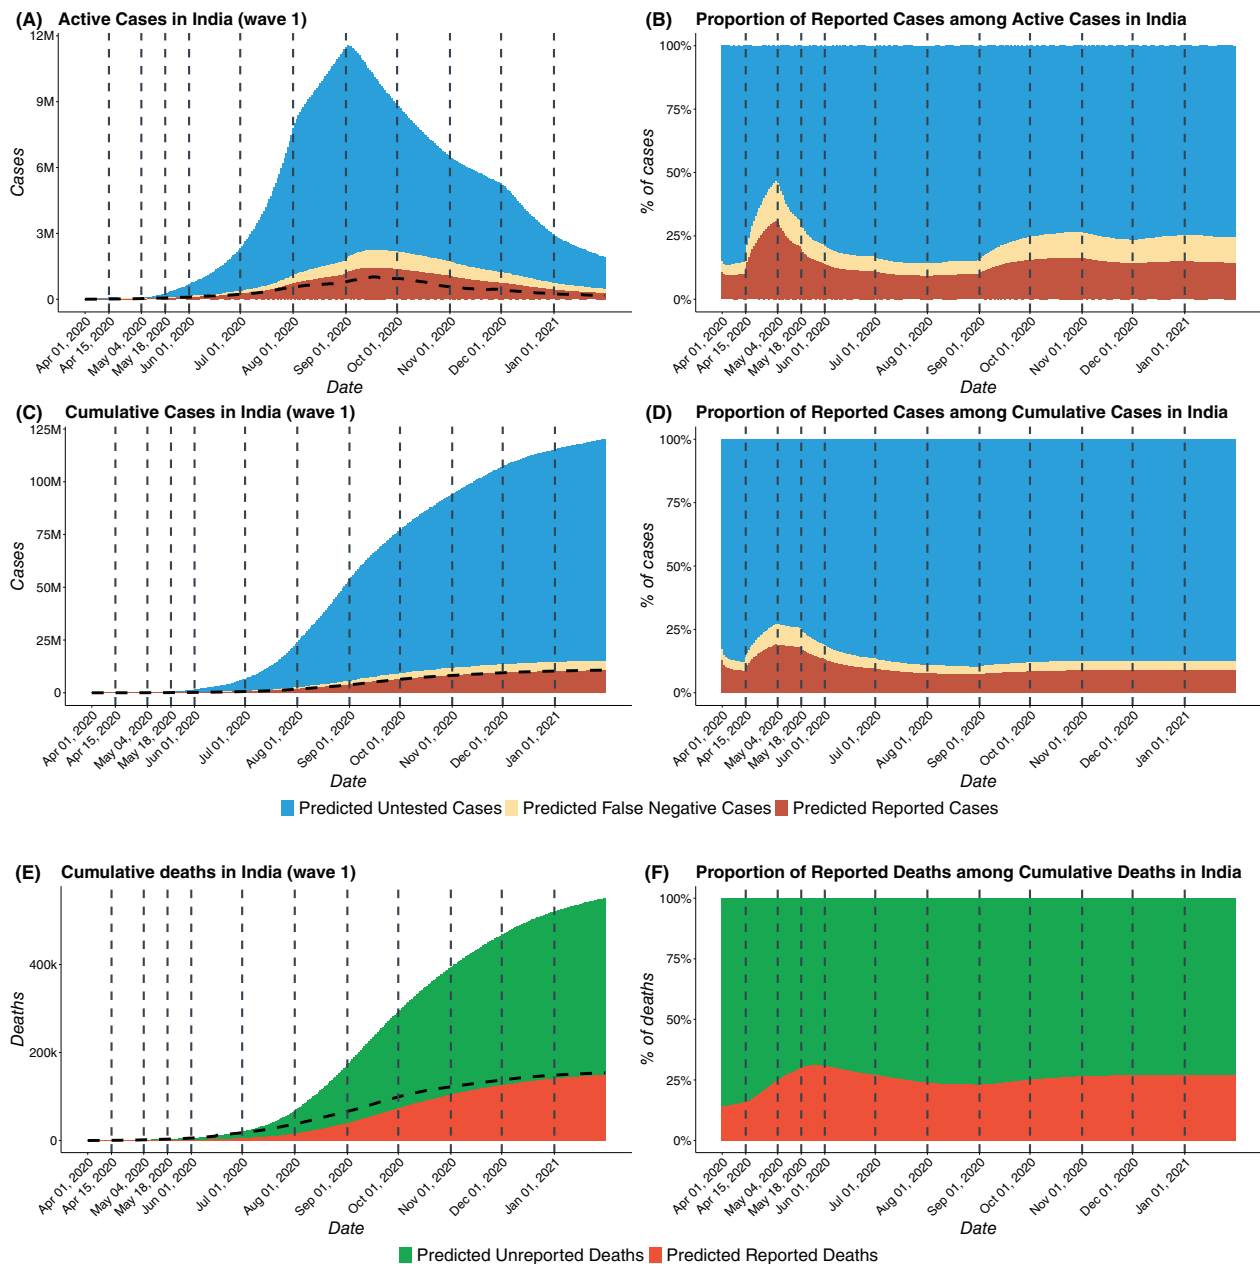 (A) Active Cases in India (wave 1)
12M
9M
6M
3M
0
Cases
Apr 01, 2020
Apr 15, 2020
May 04, 2020
May 18, 2020
Jun 01, 2020
Jul 01, 2020
Aug 01, 2020
Sep 01, 2020
Oct 01, 2020
Nov 01, 2020
Dec 01, 2020
Jan 01, 2021
Date
(B) Proportion of Reported Cases among Active Cases in India
100%
75%
50%
25%
0%
% of cases
Apr 01, 2020
Apr 15, 2020
May 04, 2020
May 18, 2020
Jun 01, 2020
Jul 01, 2020
Aug 01, 2020
Sep 01, 2020
Oct 01, 2020
Nov 01, 2020
Dec 01, 2020
Jan 01, 2021
Date
(C) Cumulative Cases in India (wave 1)
125M
100M
75M
50M
25M
0
Cases
Apr 01, 2020
Apr 15, 2020
May 04, 2020
May 18, 2020
Jun 01, 2020
Jul 01, 2020
Aug 01, 2020
Sep 01, 2020
Oct 01, 2020
Nov 01, 2020
Dec 01, 2020
Jan 01, 2021
Date
(D) Proportion of Reported Cases among Cumulative Cases in India
100%
75%
50%
25%
0%
% of cases
Apr 01, 2020
Apr 15, 2020
May 04, 2020
May 18, 2020
Jun 01, 2020
Jul 01, 2020
Aug 01, 2020
Sep 01, 2020
Oct 01, 2020
Nov 01, 2020
Dec 01, 2020
Jan 01, 2021
Date
Predicted Untested Cases Predicted False Negative Cases Predicted Reported Cases
(E) Cumulative deaths in India (wave 1)
400k
200k
0
Deaths
Apr 01, 2020
Apr 15, 2020
May 04, 2020
May 18, 2020
Jun 01, 2020
Jul 01, 2020
Aug 01, 2020
Sep 01, 2020
Oct 01, 2020
Nov 01, 2020
Dec 01, 2020
Jan 01, 2021
Date
(F) Proportion of Reported Deaths among Cumulative Deaths in India
100%
75%
50%
25%
0%
% of deaths
Apr 01, 2020
Apr 15, 2020
May 04, 2020
May 18, 2020
Jun 01, 2020
Jul 01, 2020
Aug 01, 2020
Sep 01, 2020
Oct 01, 2020
Nov 01, 2020
Dec 01, 2020
Jan 01, 2021
Date
Predicted Unreported Deaths Predicted Reported Deaths